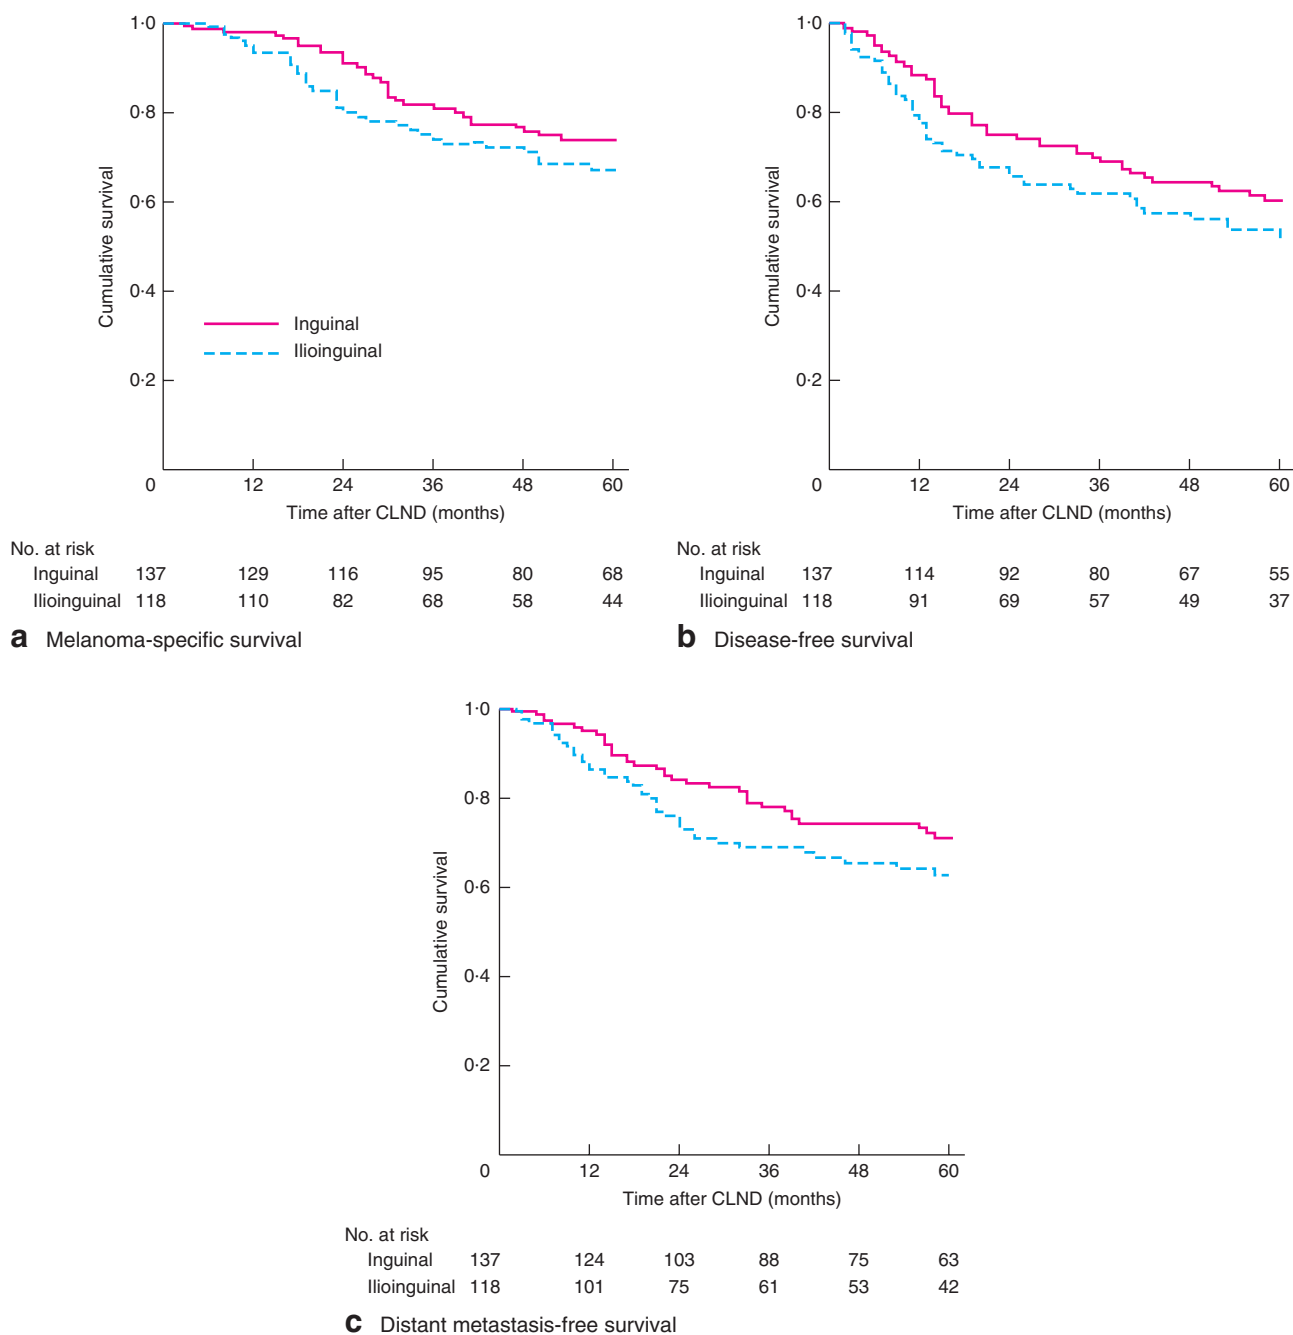 1·0
0·8
0·6
0·4
0·2
Cumulative survival
Inguinal
Ilioinguinal
0 12 24 36 48 60
Time after CLND (months)
No. at risk
Inguinal 137 129 116 95 80 68
Ilioinguinal 118 110 82 68 58 44
a Melanoma-specific survival
1·0
0·8
0·6
0·4
0·2
Cumulative survival
0 12 24 36 48 60
Time after CLND (months)
No. at risk
Inguinal 137 114 92 80 67 55
Ilioinguinal 118 91 69 57 49 37
b Disease-free survival
1·0
0·8
0·6
0·4
0·2
Cumulative survival
0 12 24 36 48 60
Time after CLND (months)
No. at risk
Inguinal 137 124 103 88 75 63
Ilioinguinal 118 101 75 61 53 42
c Distant metastasis-free survival